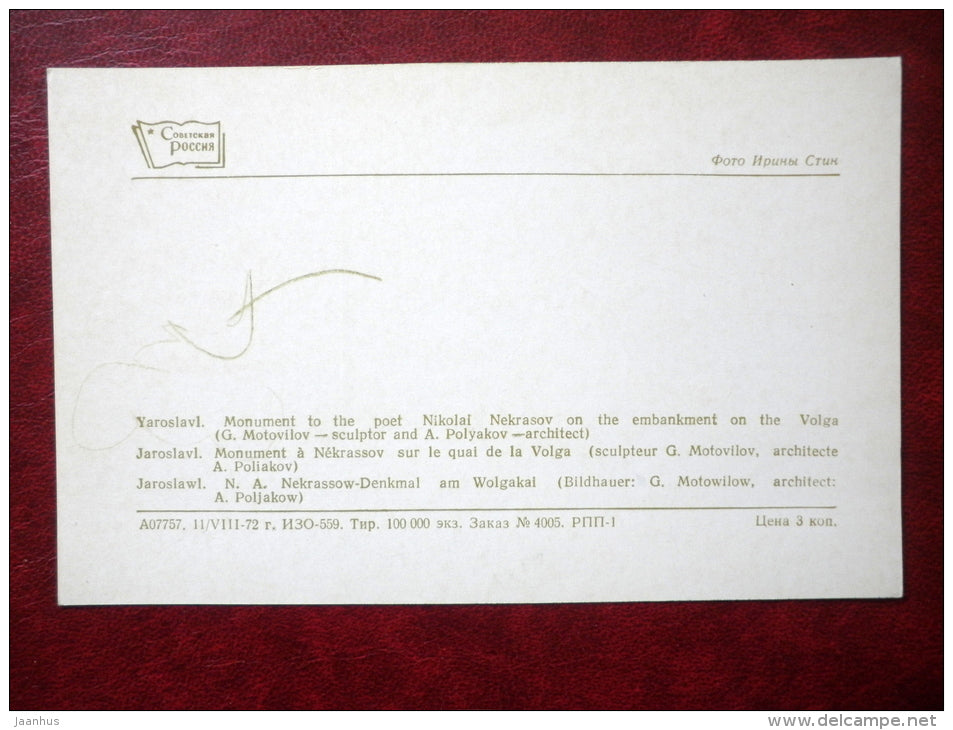 Советская
Россия
Фото Ирины Стин
Yaroslavl. Monument to the poet Nikolai Nekrasov on the embankment on the Volga
(G. Motovilov — sculptor and A. Polyakov —architect)
Jaroslavl. Monument à Nékrassov sur le quai de la Volga (sculpteur G. Motovilov, architecte
A. Poliakov)
Jaroslawl. N. A. Nekrassow-Denkmal am Wolgakai (Bildhauer: G. Motowilow, architect:
A. Poljakow)
А07757. 11/VIII-72 г. ИЗО-559. Тир. 100 000 экз. Заказ № 4005. РПП-1 Цена 3 коп.
Jaanhus
www.delcampe.net